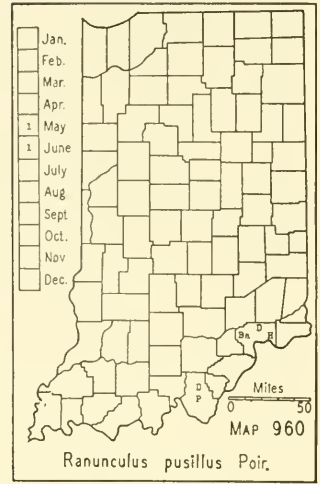 Jan.
Feb.
Mar.
Apr.
1 May
1 June
July
Aug
Sept
Oct.
Nov
Dec.
D
Ba H
D
P
Miles
0 50
MAP 960
Ranunculus pusillus Poir.